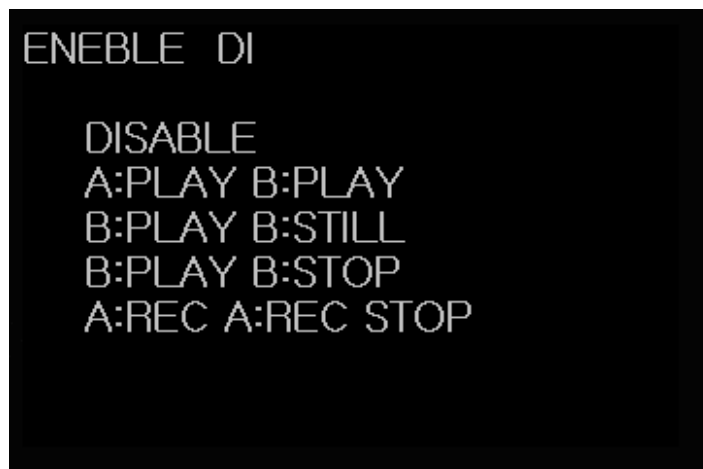 ENEBLE DI
DISABLE
A:PLAY B:PLAY
B:PLAY B:STILL
B:PLAY B:STOP
A:REC A:REC STOP